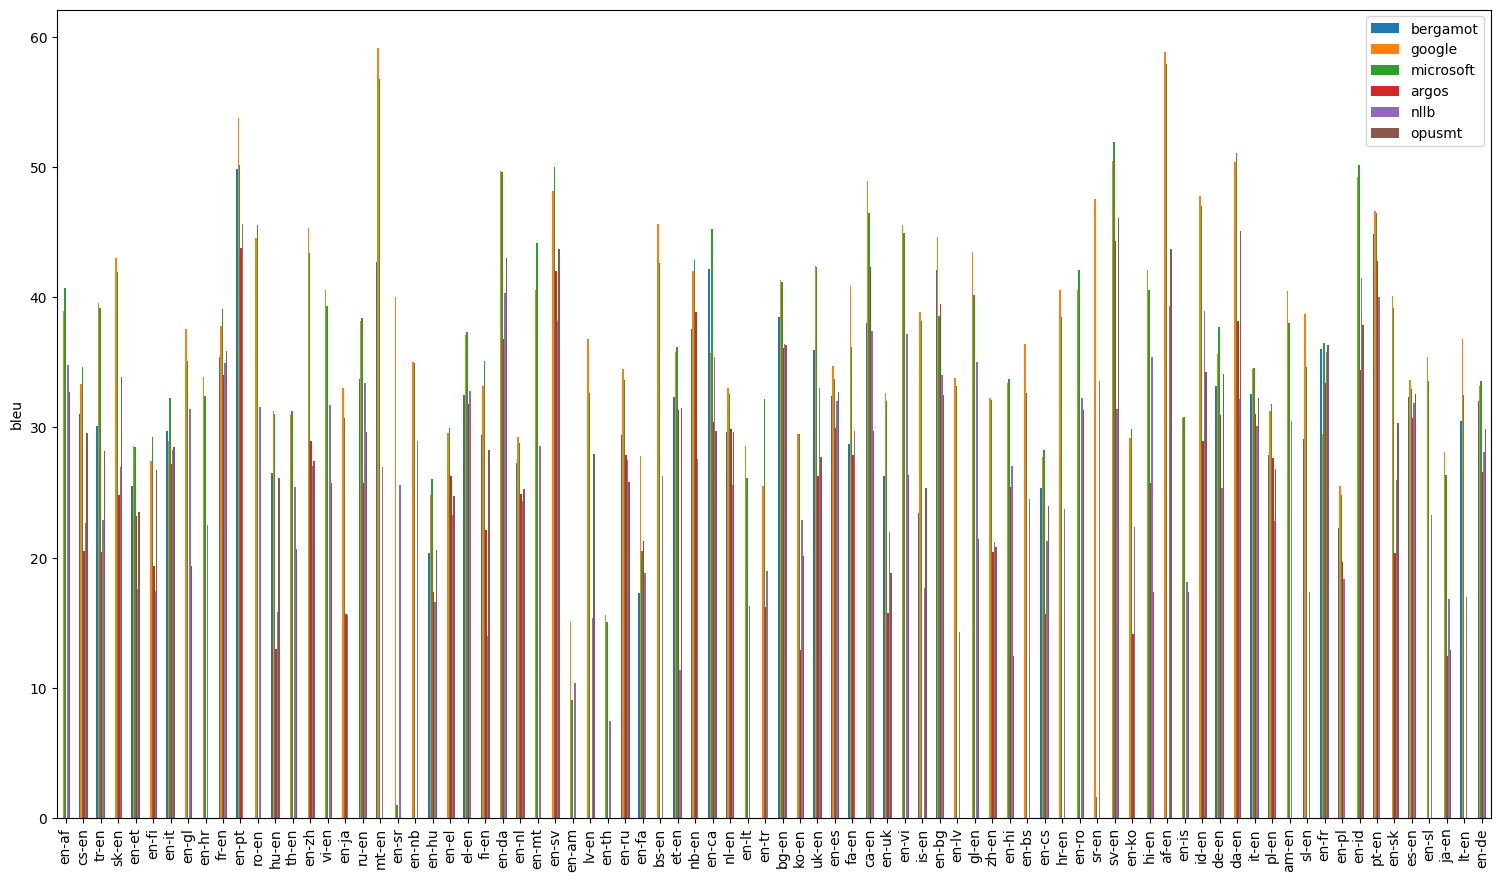 60
50
40
30
20
10
0
bleu
bergamot
google
microsoft
argos
nllb
opusmt
en-af
cs-en
tr-en
sk-en
en-et
en-fi
en-it
en-gl
en-hr
fr-en
en-pt
ro-en
hu-en
th-en
en-zh
vi-en
en-ja
ru-en
mt-en
en-sr
en-nb
en-hu
en-el
el-en
fi-en
en-da
en-nl
en-mt
en-sv
en-am
lv-en
en-th
en-ru
en-fa
bs-en
et-en
nb-en
en-ca
nl-en
en-lt
en-tr
bg-en
en-es
fa-en
ca-en
en-uk
en-vi
is-en
en-bg
en-lv
gl-en
zh-en
en-hi
en-bs
en-cs
hr-en
en-ro
sr-en
sv-en
en-ko
hi-en
af-en
en-is
id-en
de-en
da-en
it-en
pl-en
am-en
sl-en
en-fr
en-pl
en-id
pt-en
en-sk
es-en
en-sl
ja-en
lt-en
en-de
ko-en
uk-en